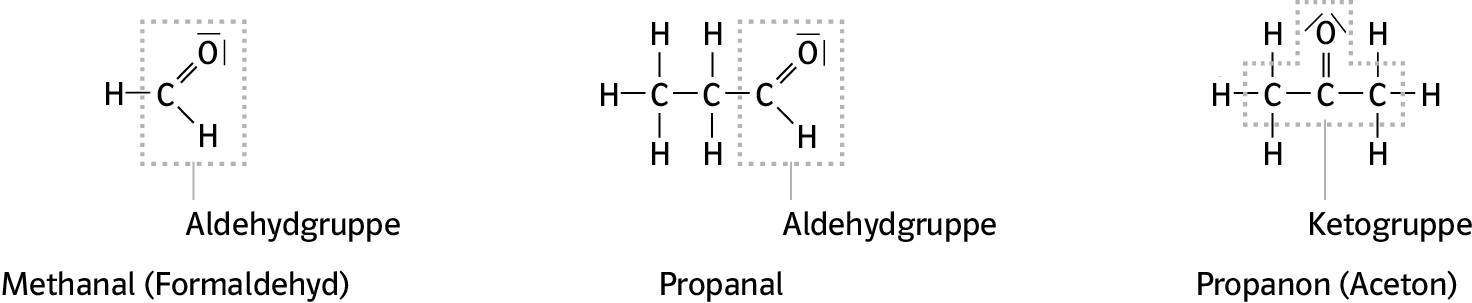 H H O H H O H H
H C H C C C H C C C H
H H H H H H
Aldehydgruppe Aldehydgruppe Ketogruppe
Methanal (Formaldehyd) Propanal Propanon (Aceton)